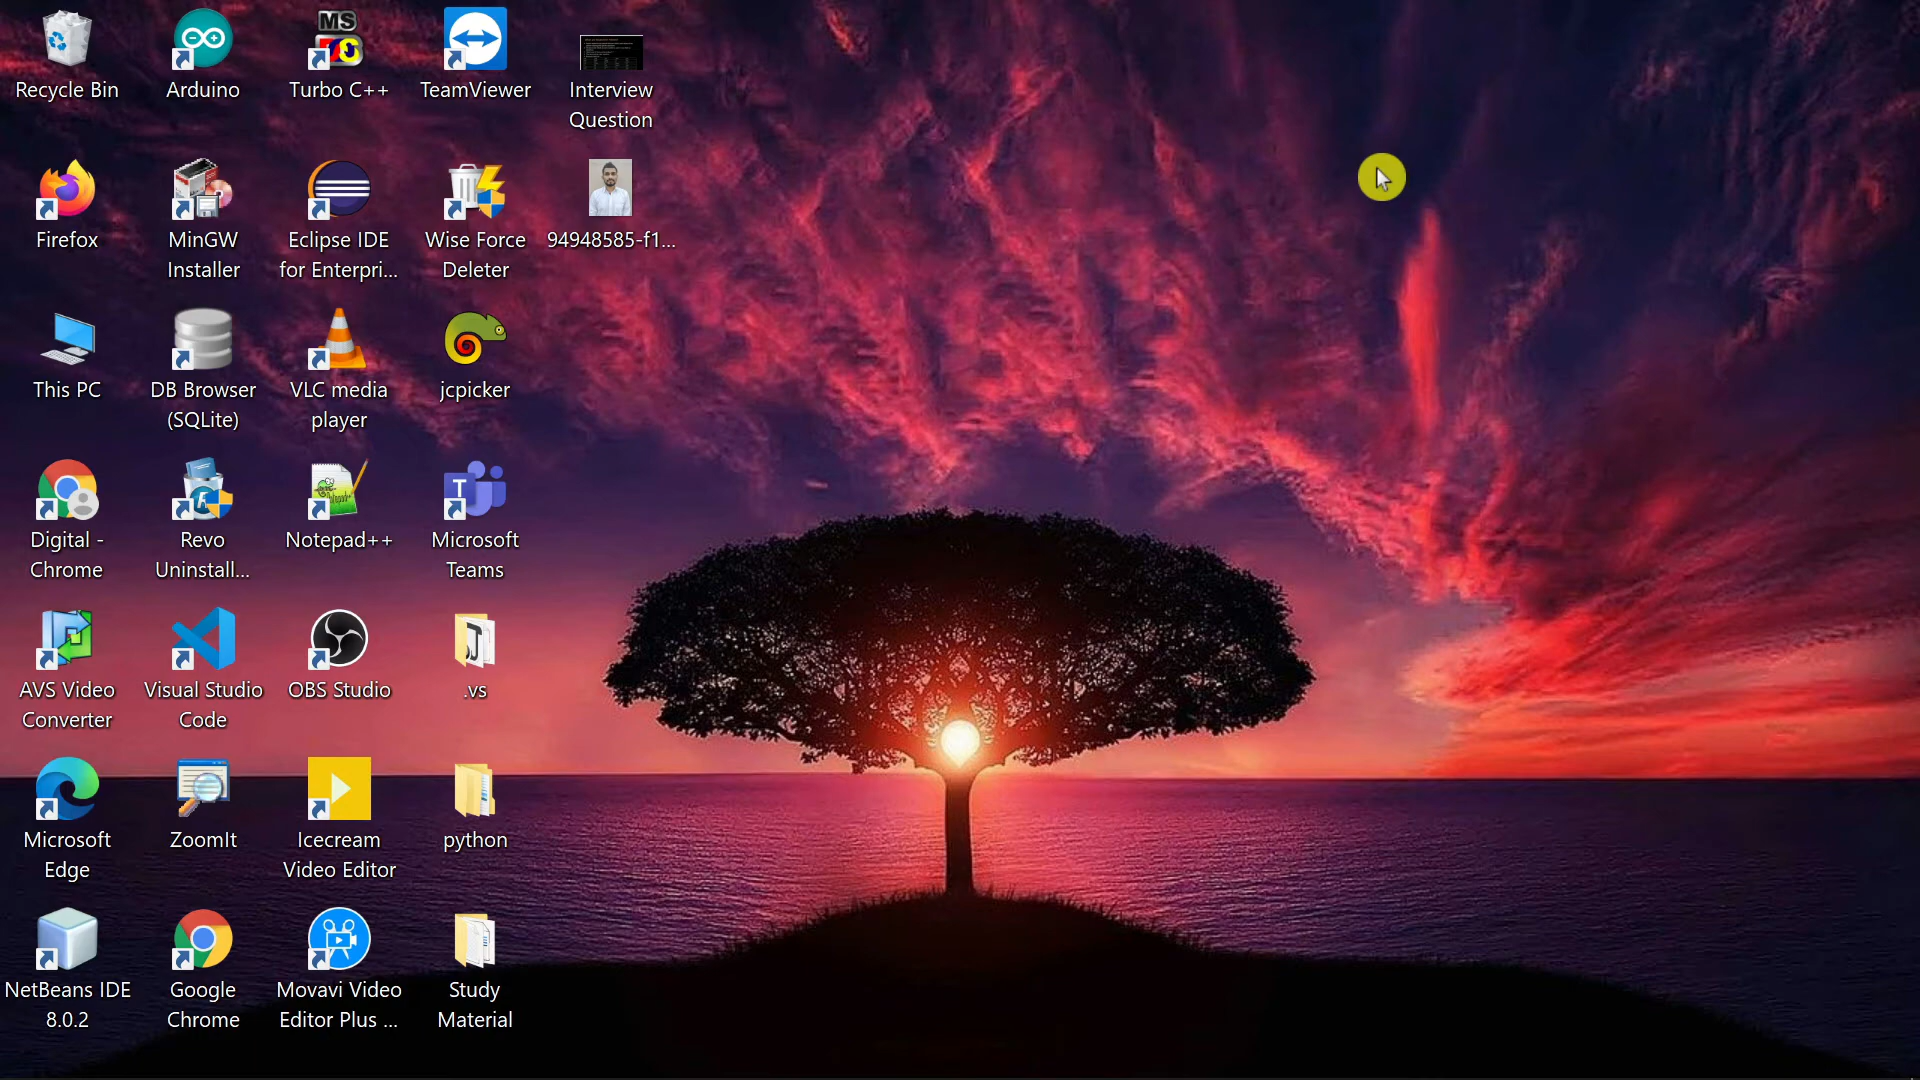 Recycle Bin
Arduino
MS
Turbo C++
TeamViewer
Interview
Question
Firefox
MinGW
Installer
Eclipse IDE
for Enterpri...
Wise Force
Deleter
94948585-f1...
This PC
DB Browser
(SQLite)
VLC media
player
jcpicker
Digital -
Chrome
Revo
Uninstall...
Notepad++
T
Microsoft
Teams
AVS Video
Converter
Visual Studio
Code
OBS Studio
.vs
Microsoft
Edge
ZoomIt
Icecream
Video Editor
python
NetBeans IDE
8.0.2
Google
Chrome
Movavi Video
Editor Plus ...
Study
Material